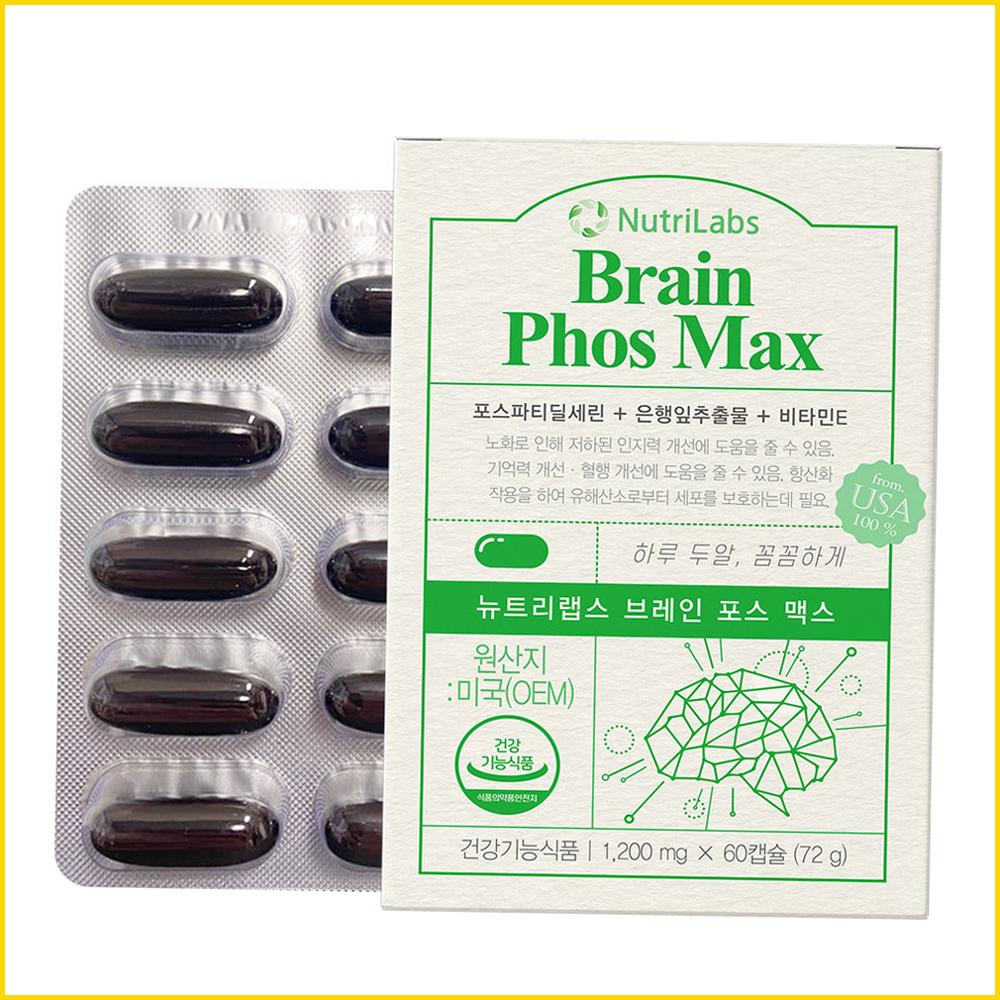 NutriLabs
Brain
Phos Max
포스파티딜세린 + 은행잎추출물 + 비타민E
노화로 인해 저하된 인지력 개선에 도움을 줄 수 있음.
기억력 개선 · 혈행 개선에 도움을 줄 수 있음. 항산화
작용을 하여 유해산소로부터 세포를 보호하는데 필요.
from.
USA
100 %
하루 두알, 꼼꼼하게
뉴트리랩스 브레인 포스 맥스
원산지
:미국(OEM)
건강
기능식품
식품의약품안전처
건강기능식품 | 1,200 mg × 60캡슐 (72 g)